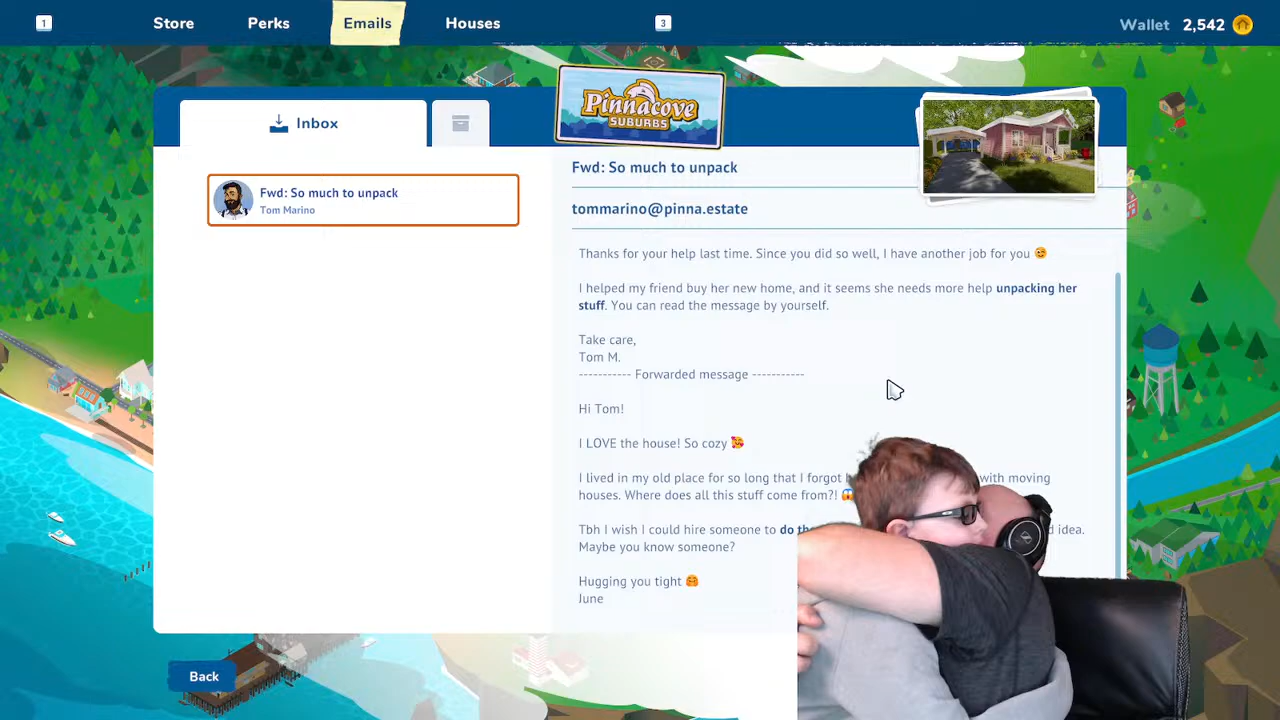 1
Store
Perks
Emails
Houses
3
Wallet 2,542
Inbox
Pinnacove
SUBURBS
Fwd: So much to unpack
Tom Marino
Fwd: So much to unpack
tommarino@pinna.estate
Thanks for your help last time. Since you did so well, I have another job for you 😊
I helped my friend buy her new home, and it seems she needs more help unpacking her
stuff. You can read the message by yourself.
Take care,
Tom M.
----------- Forwarded message -----------
Hi Tom!
I LOVE the house! So cozy 🥰
I lived in my old place for so long that I forgot with moving
houses. Where does all this stuff come from?! 😱
Tbh I wish I could hire someone to do idea.
Maybe you know someone?
Hugging you tight 🤗
June
Back